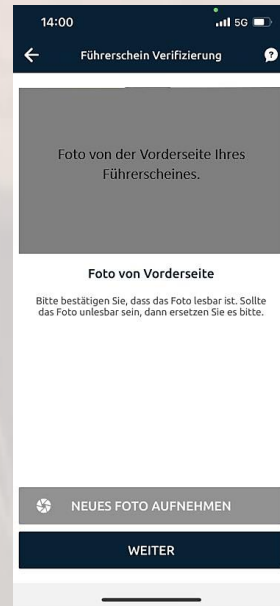 14:00
5G
Führerschein Verifizierung
?
Foto von der Vorderseite Ihres
Führerscheines.
Foto von Vorderseite
Bitte bestätigen Sie, dass das Foto lesbar ist. Sollte
das Foto unlesbar sein, dann ersetzen Sie es bitte.
NEUES FOTO AUFNEHMEN
WEITER